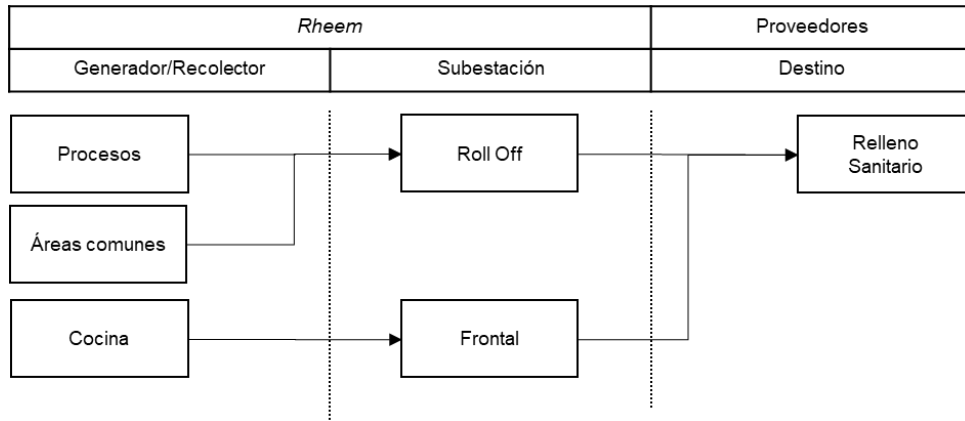 Rheem
Proveedores
Generador/Recolector
Subestación
Destino
Procesos
Roll Off
Relleno
Sanitario
Áreas comunes
Cocina
Frontal